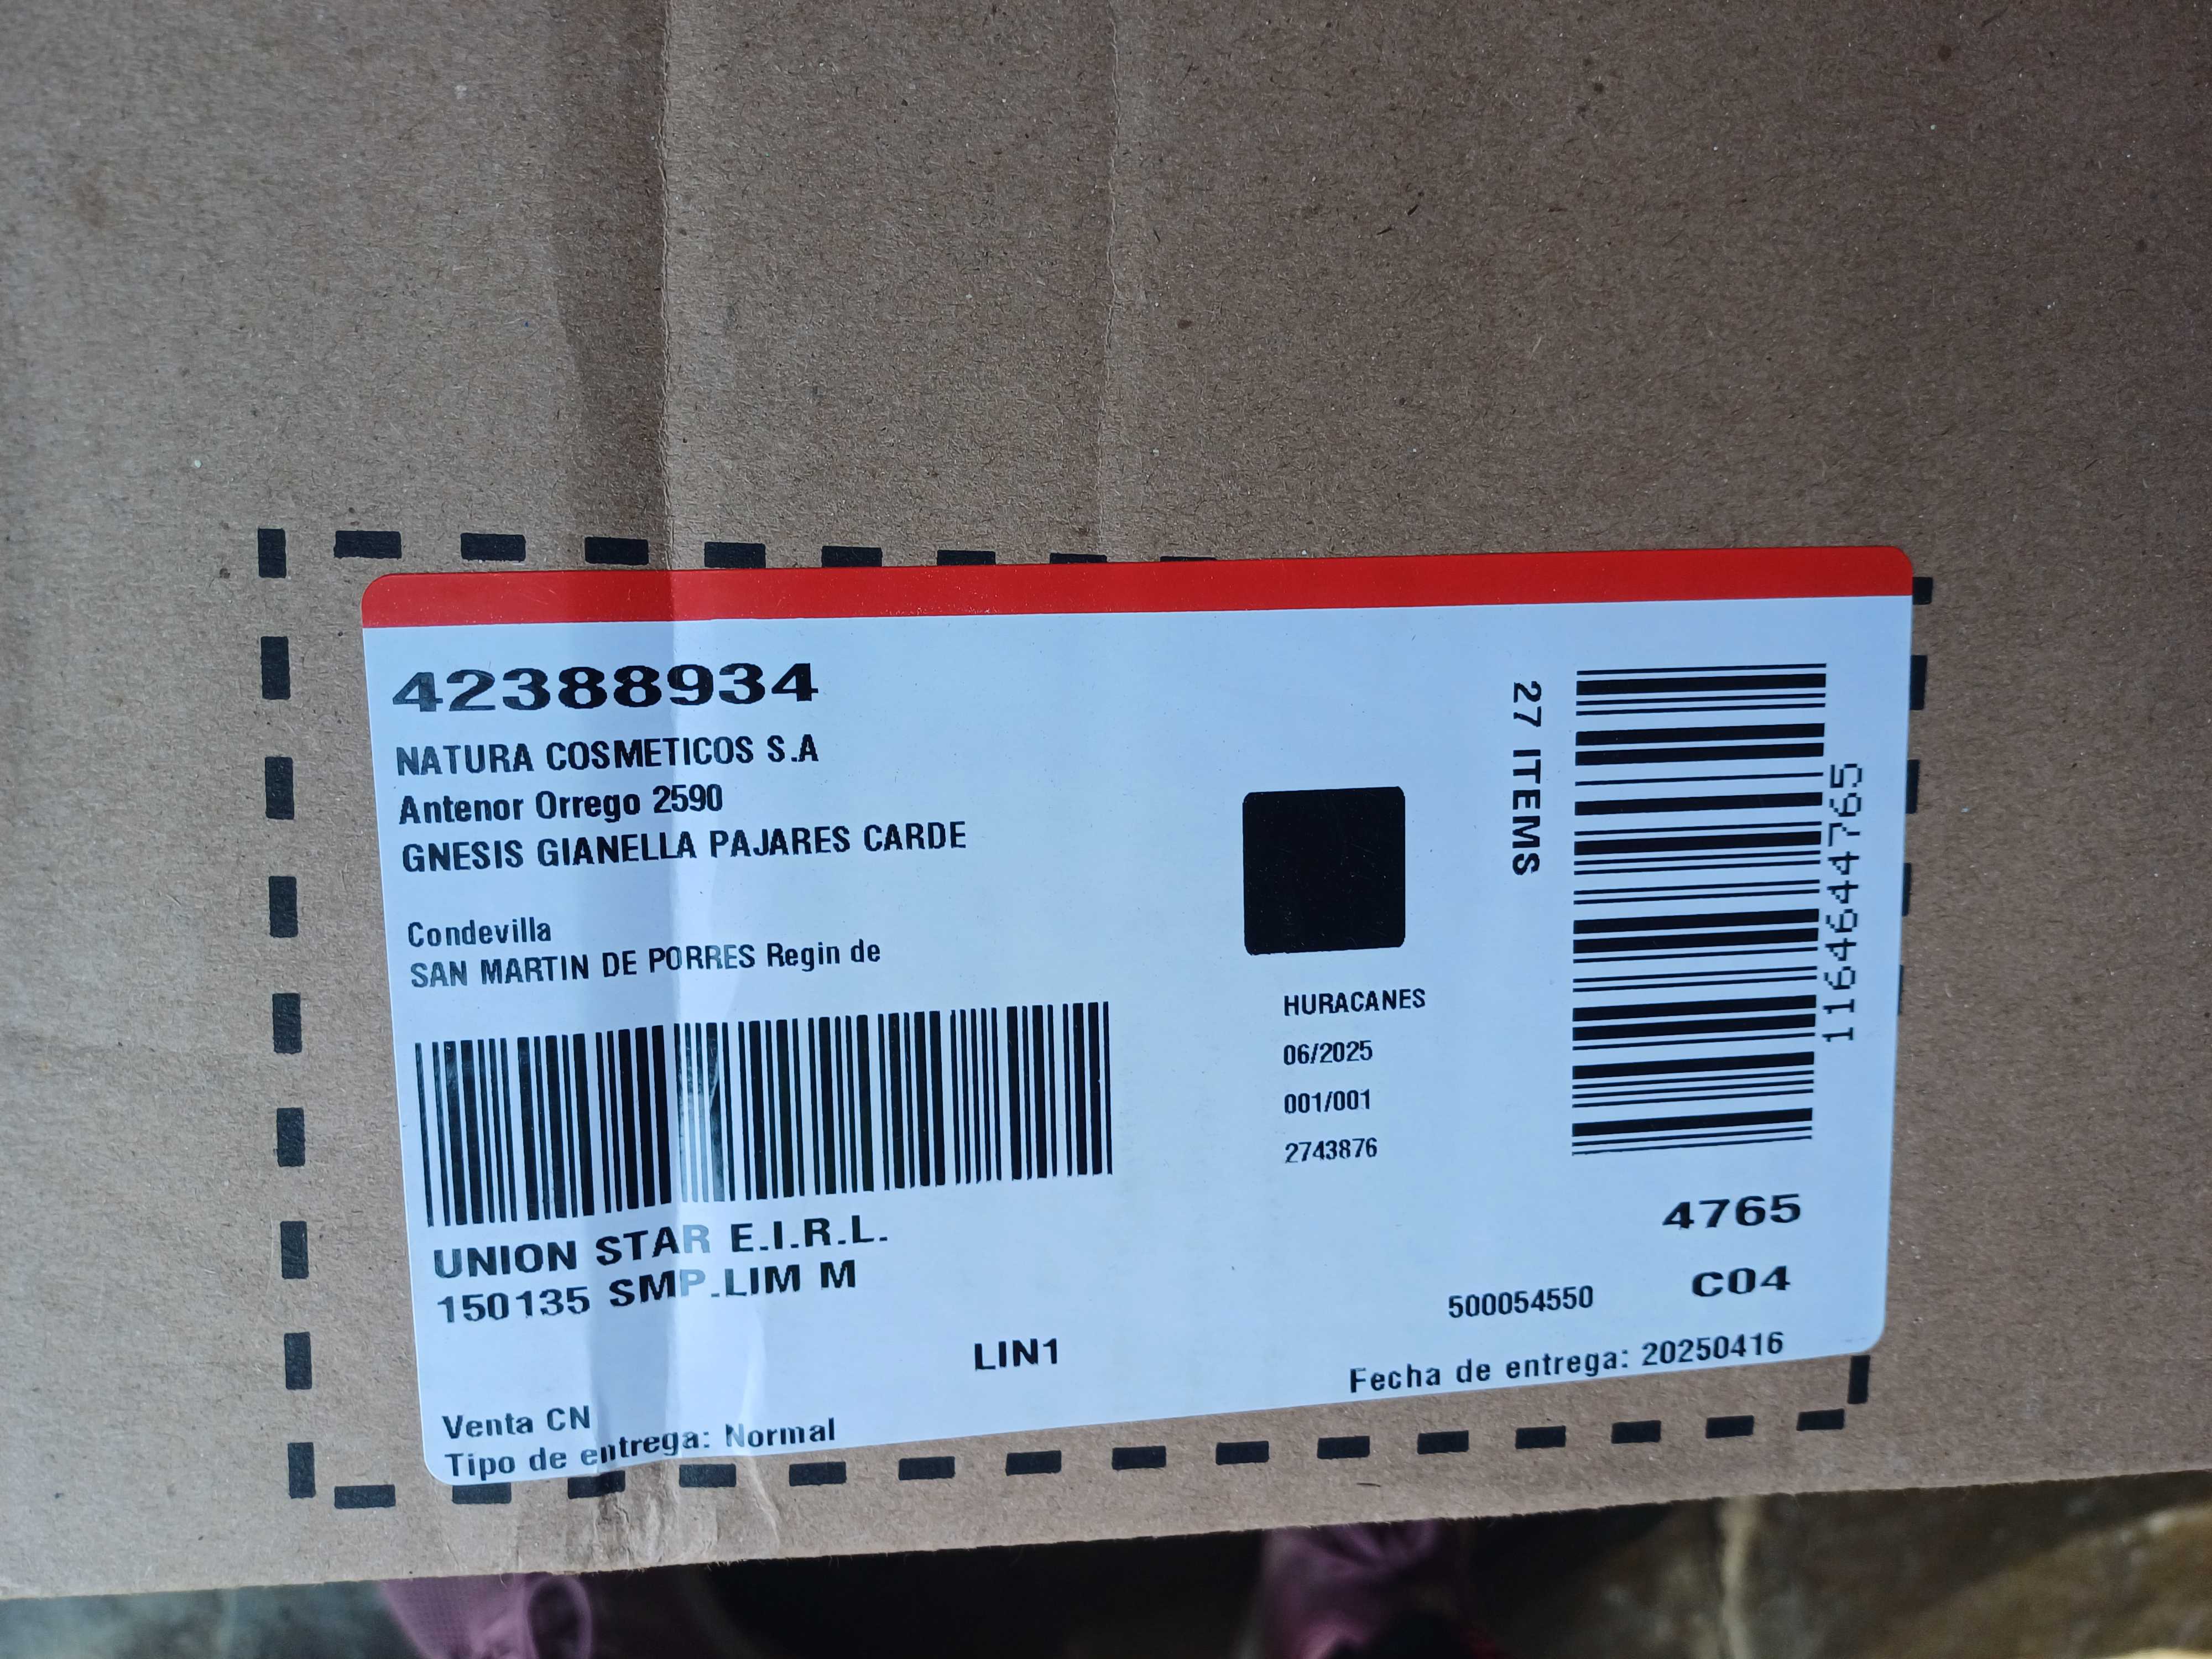 42388934
NATURA COSMETICOS S.A
Antenor Orrego 2590
GNESIS GIANELLA PAJARES CARDE
Condevilla
SAN MARTIN DE PORRES Regin de
UNION STAR E.I.R.L.
150135 SMP.LIM M
LIN1
Venta CN
Tipo de entrega: Normal
HURACANES
06/2025
001/001
2743876
27 ITEMS
1164644765
4765
C04
500054550
Fecha de entrega: 20250416